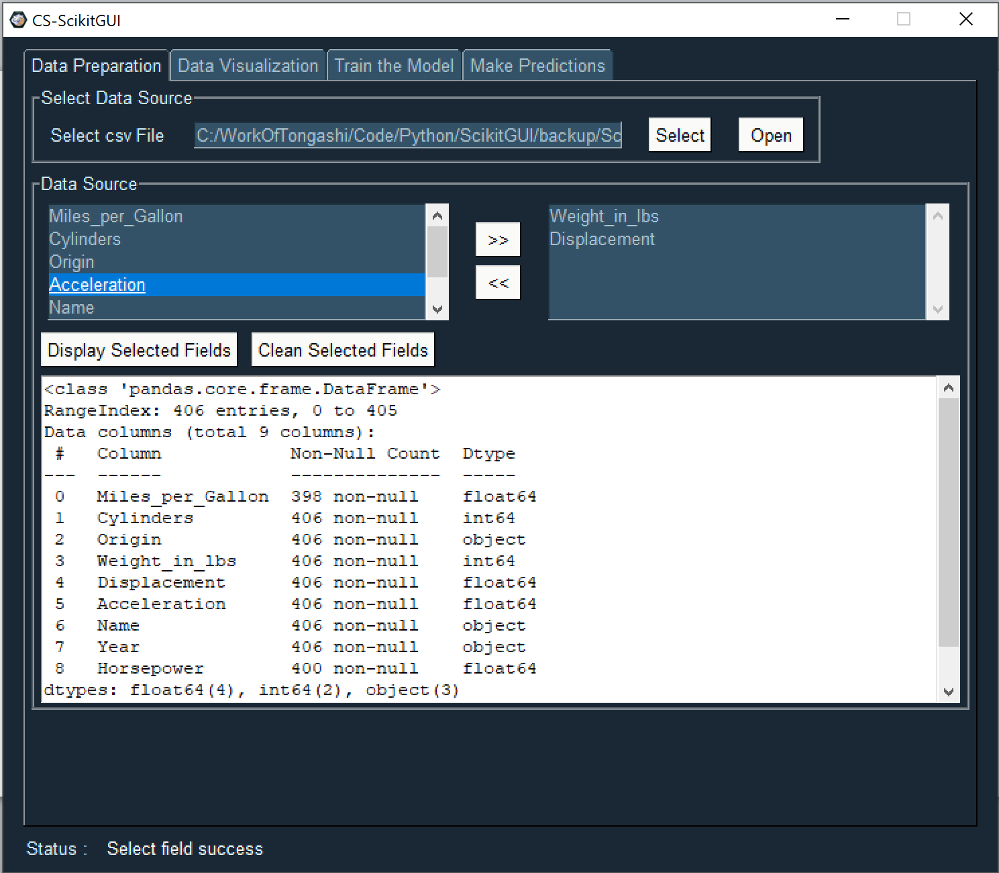 CS-ScikitGUI
Data Preparation Data Visualization Train the Model Make Predictions
Select Data Source
Select csv File C:/WorkOfTongashi/Code/Python/ScikitGUI/backup/Sc Select Open
Data Source
Miles_per_Gallon
Cylinders
Origin
Acceleration
Name
>>
<<
Weight_in_lbs
Displacement
Display Selected Fields Clean Selected Fields
<class 'pandas.core.frame.DataFrame'>
RangeIndex: 406 entries, 0 to 405
Data columns (total 9 columns):
 #   Column            Non-Null Count  Dtype
---  ------            --------------  -----
 0   Miles_per_Gallon  398 non-null    float64
 1   Cylinders         406 non-null    int64
 2   Origin            406 non-null    object
 3   Weight_in_lbs     406 non-null    int64
 4   Displacement      406 non-null    float64
 5   Acceleration      406 non-null    float64
 6   Name              406 non-null    object
 7   Year              406 non-null    object
 8   Horsepower        400 non-null    float64
dtypes: float64(4), int64(2), object(3)
Status : Select field success